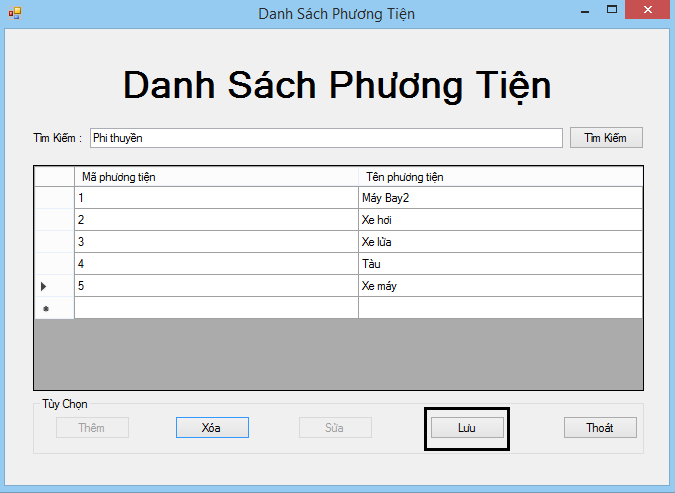 Danh Sách Phương Tiện
Danh Sách Phương Tiện
Tìm Kiếm : Phi thuyền Tìm Kiếm
Mã phương tiện Tên phương tiện
1 Máy Bay2
2 Xe hơi
3 Xe lửa
4 Tàu
5 Xe máy
Tùy Chọn
Thêm Xóa Sửa Lưu Thoát